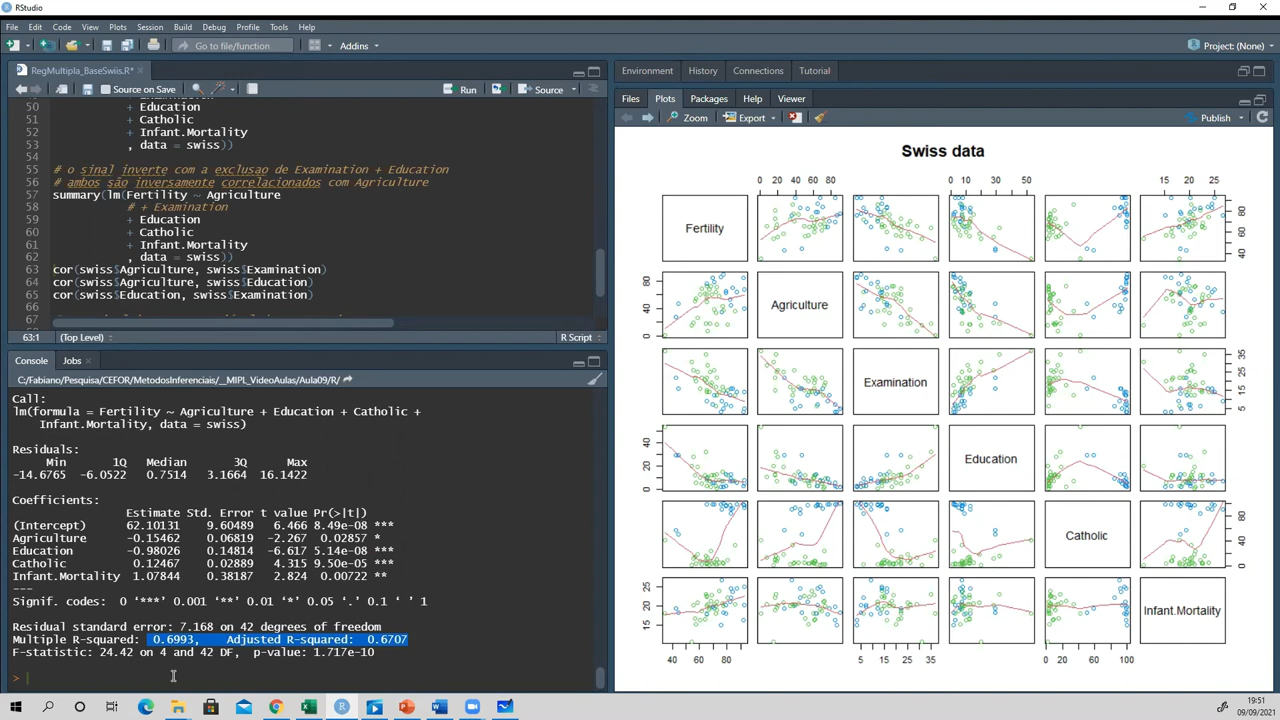 RStudio
File Edit Code View Plots Session Build Debug Profile Tools Help
Go to file/function
Addins
Project: (None)
RegMultipla_BaseSwiis.R*
Source on Save
Run
Source
50 + Education
51 + Catholic
52 + Infant.Mortality
53 , data = swiss))
54
55 # o sinal inverte com a exclusao de Examination + Education
56 # ambos são inversamente correlacionados com Agriculture
57 summary(lm(Fertility ~ Agriculture
58 # + Examination
59 + Education
60 + Catholic
61 + Infant.Mortality
62 , data = swiss))
63 cor(swiss$Agriculture, swiss$Examination)
64 cor(swiss$Agriculture, swiss$Education)
65 cor(swiss$Education, swiss$Examination)
66
67
63:1 (Top Level) R Script
Console Jobs
C:/Fabiano/Pesquisa/CEFOR/MetodosInferenciais/__MIPL_VideoAulas/Aula09/R/
Call:
lm(formula = Fertility ~ Agriculture + Education + Catholic +
Infant.Mortality, data = swiss)
Residuals:
Min 1Q Median 3Q Max
-14.6765 -6.0522 0.7514 3.1664 16.1422
Coefficients:
Estimate Std. Error t value Pr(>|t|)
(Intercept) 62.10131 9.60489 6.466 8.49e-08 ***
Agriculture -0.15462 0.06819 -2.267 0.02857 *
Education -0.98026 0.14814 -6.617 5.14e-08 ***
Catholic 0.12467 0.02889 4.315 9.50e-05 ***
Infant.Mortality 1.07844 0.38187 2.824 0.00722 **
---
Signif. codes: 0 ‘***’ 0.001 ‘**’ 0.01 ‘*’ 0.05 ‘.’ 0.1 ‘ ’ 1
Residual standard error: 7.168 on 42 degrees of freedom
Multiple R-squared: 0.6993, Adjusted R-squared: 0.6707
F-statistic: 24.42 on 4 and 42 DF, p-value: 1.717e-10
>
Environment History Connections Tutorial
Files Plots Packages Help Viewer
Zoom Export Publish
Swiss data
0 20 40 60 80
0 10 30 50
15 20 25
Fertility
40 60 80
Agriculture
0 40 80
Examination
5 15 25 35
Education
0 10 20 40
Catholic
0 40 80
Infant.Mortality
15 20 25
40 60 80
5 15 25 35
0 20 40 60 100
19:51
09/09/2021